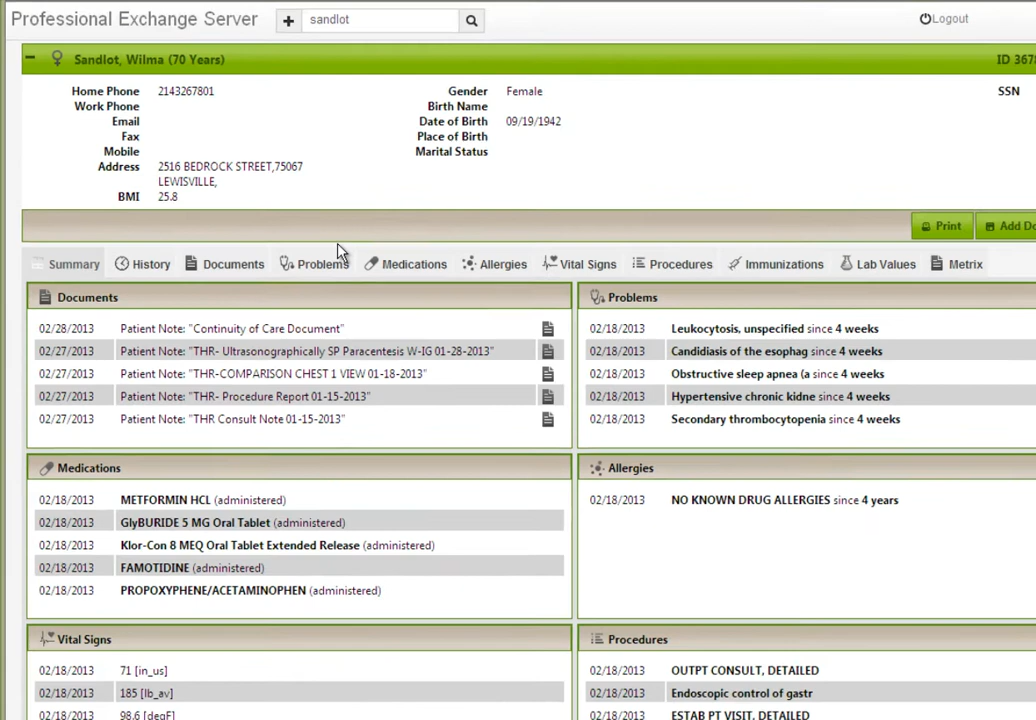 Professional Exchange Server
sandlot
Logout
Sandlot, Wilma (70 Years)
ID 367
Home Phone 2143267801
Work Phone
Email
Fax
Mobile
Address 2516 BEDROCK STREET,75067
LEWISVILLE,
BMI 25.8
Gender Female
Birth Name
Date of Birth 09/19/1942
Place of Birth
Marital Status
SSN
Print
Add Do
Summary History Documents Problems Medications Allergies Vital Signs Procedures Immunizations Lab Values Metrix
Documents
02/28/2013 Patient Note: "Continuity of Care Document"
02/27/2013 Patient Note: "THR- Ultrasonographically SP Paracentesis W-IG 01-28-2013"
02/27/2013 Patient Note: "THR-COMPARISON CHEST 1 VIEW 01-18-2013"
02/27/2013 Patient Note: "THR- Procedure Report 01-15-2013"
02/27/2013 Patient Note: "THR Consult Note 01-15-2013"
Problems
02/18/2013 Leukocytosis, unspecified since 4 weeks
02/18/2013 Candidiasis of the esophag since 4 weeks
02/18/2013 Obstructive sleep apnea (a since 4 weeks
02/18/2013 Hypertensive chronic kidne since 4 weeks
02/18/2013 Secondary thrombocytopenia since 4 weeks
Medications
02/18/2013 METFORMIN HCL (administered)
02/18/2013 GlyBURIDE 5 MG Oral Tablet (administered)
02/18/2013 Klor-Con 8 MEQ Oral Tablet Extended Release (administered)
02/18/2013 FAMOTIDINE (administered)
02/18/2013 PROPOXYPHENE/ACETAMINOPHEN (administered)
Allergies
02/18/2013 NO KNOWN DRUG ALLERGIES since 4 years
Vital Signs
02/18/2013 71 [in_us]
02/18/2013 185 [lb_av]
02/18/2013 98.6 [degF]
Procedures
02/18/2013 OUTPT CONSULT, DETAILED
02/18/2013 Endoscopic control of gastr
02/18/2013 ESTAB PT VISIT, DETAILED